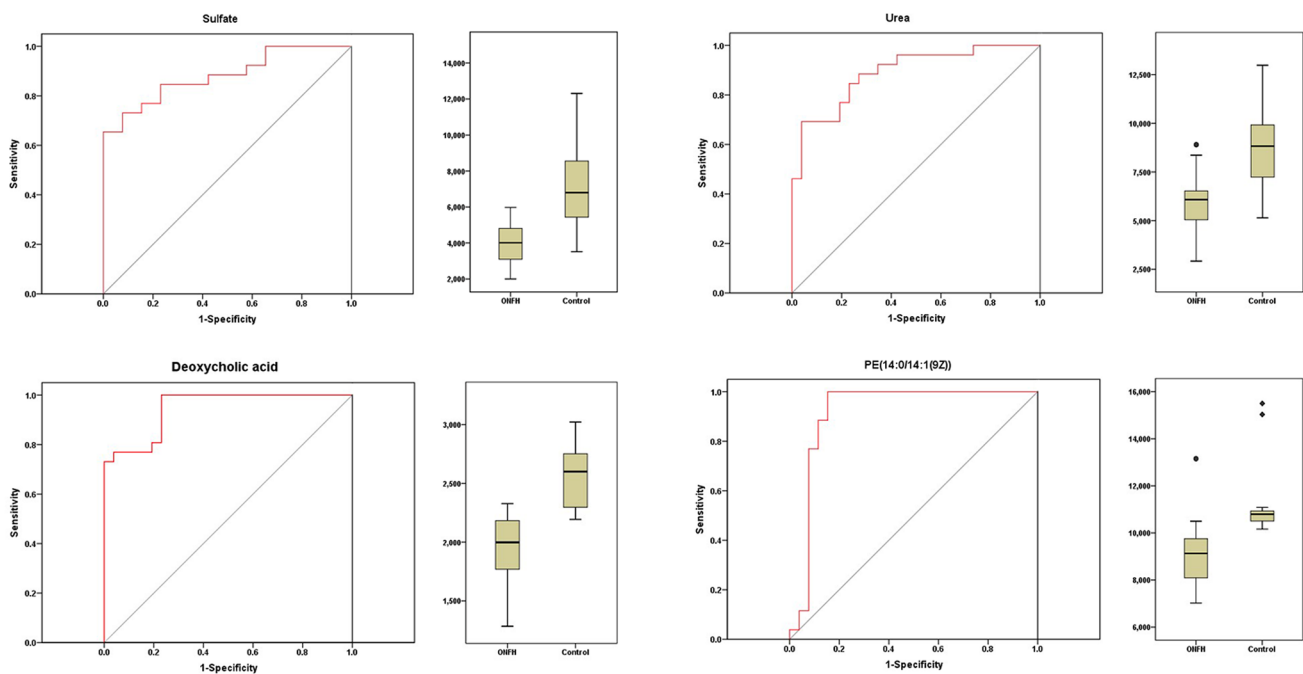 Sulfate
1.0
0.8
0.6
0.4
0.2
0.0
Sensitivity
0.0 0.2 0.4 0.6 0.8 1.0
1-Specificity
14,000
12,000
10,000
8,000
6,000
4,000
2,000
ONFH Control
Urea
1.0
0.8
0.6
0.4
0.2
0.0
Sensitivity
0.0 0.2 0.4 0.6 0.8 1.0
1-Specificity
12,500
10,000
7,500
5,000
2,500
ONFH Control
Deoxycholic acid
1.0
0.8
0.6
0.4
0.2
0.0
Sensitivity
0.0 0.2 0.4 0.6 0.8 1.0
1-Specificity
3,000
2,500
2,000
1,500
ONFH Control
PE(14:0/14:1(9Z))
1.0
0.8
0.6
0.4
0.2
0.0
Sensitivity
0.0 0.2 0.4 0.6 0.8 1.0
1-Specificity
16,000
14,000
12,000
10,000
8,000
6,000
ONFH Control